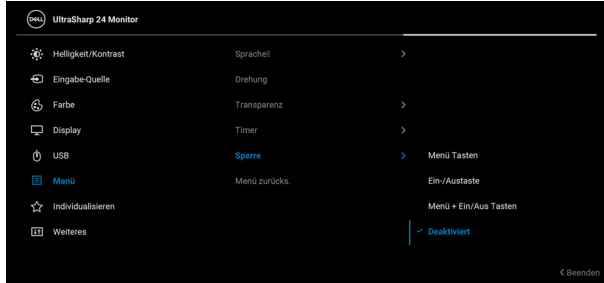 DELL UltraSharp 24 Monitor
Helligkeit/Kontrast
Eingabe-Quelle
Farbe
Display
USB
Menü
Individualisieren
Weiteres
Sprache
Drehung
Transparenz
Timer
Sperre
Menü zurücks.
Menü Tasten
Ein-/Austaste
Menü + Ein/Aus Tasten
Deaktiviert
Beenden